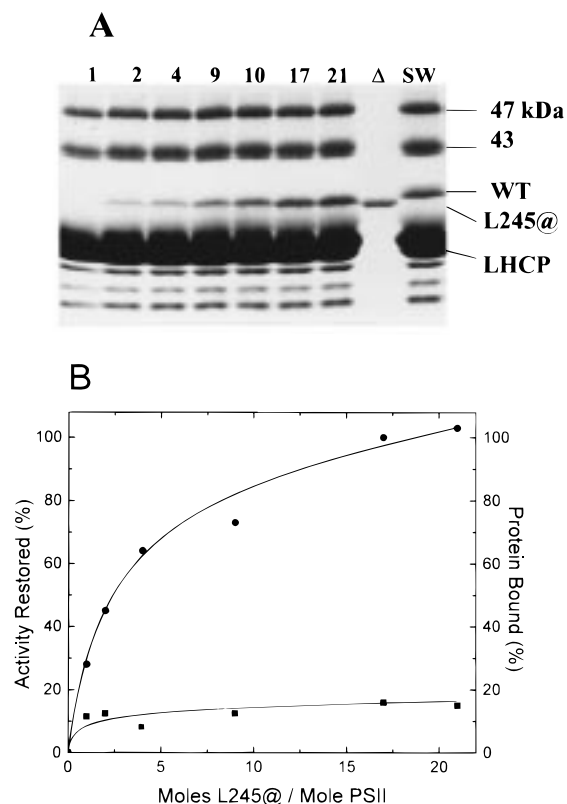 A
1 2 4 9 10 17 21 Δ SW
47 kDa
43
WT
L245@
LHCP
B
100
80
60
40
20
0
Activity Restored (%)
100
80
60
40
20
0
Protein Bound (%)
0 5 10 15 20
Moles L245@ / Mole PSII